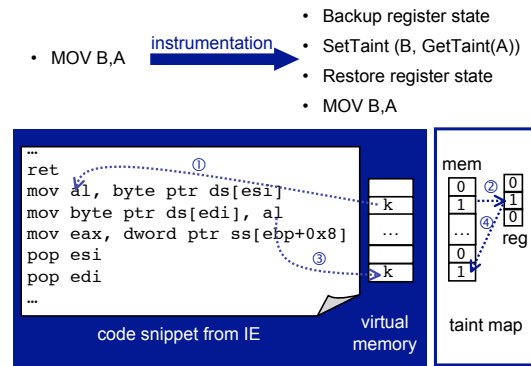 • MOV B,A
instrumentation
• Backup register state
• SetTaint (B, GetTaint(A))
• Restore register state
• MOV B,A
…
ret
mov al, byte ptr ds[esi]
mov byte ptr ds[edi], al
mov eax, dword ptr ss[ebp+0x8]
pop esi
pop edi
…
①
③
code snippet from IE
k
…
k
virtual
memory
mem
0
1
…
0
1
②
④
0
1
0
reg
taint map